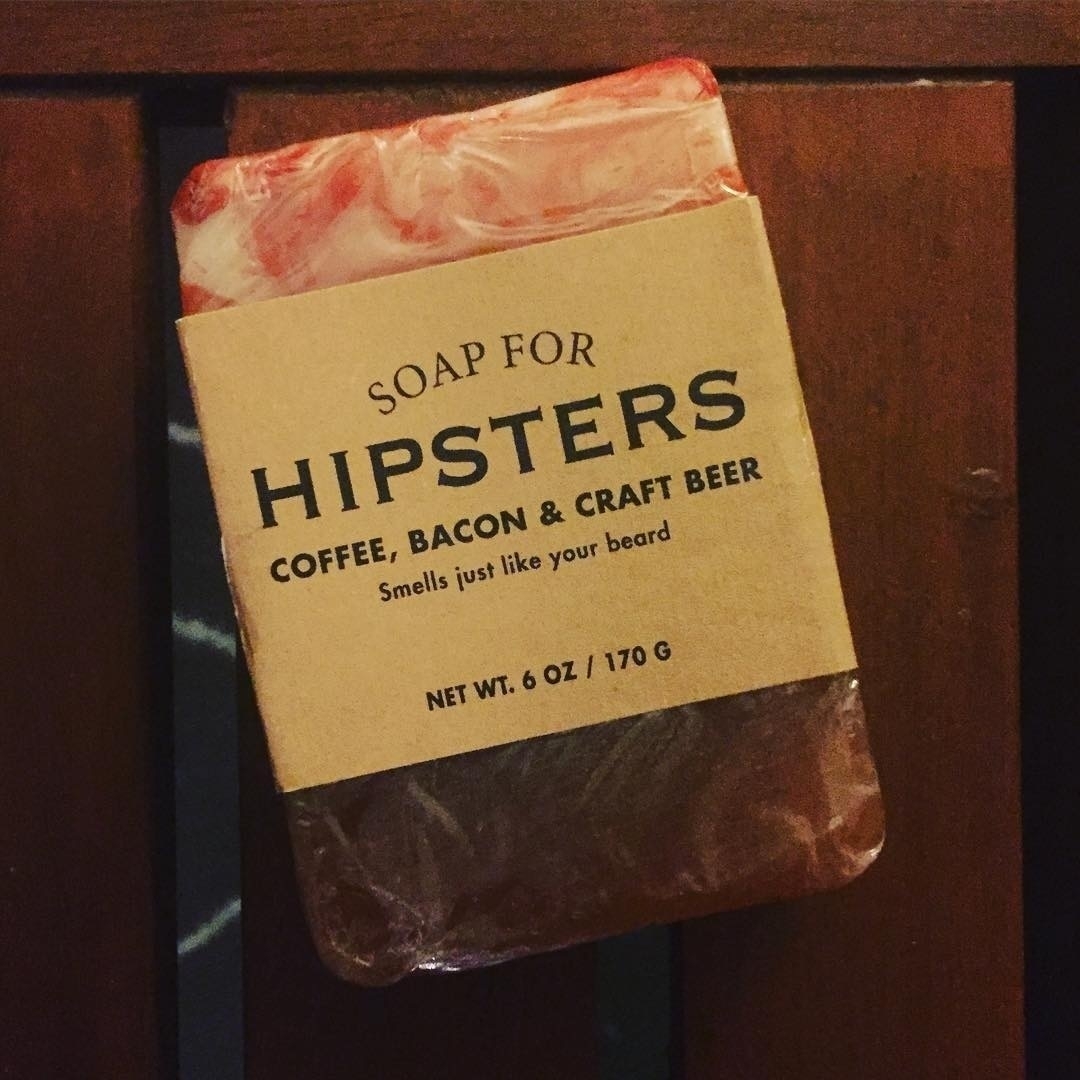 SOAP FOR
HIPSTERS
COFFEE, BACON & CRAFT BEER
Smells just like your beard
NET WT. 6 OZ / 170 G